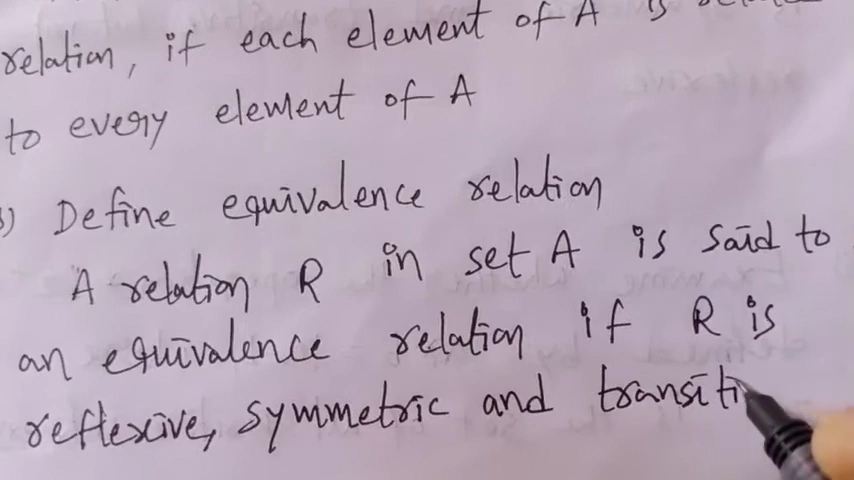 relation, if each element of A is
to every element of A
) Define equivalence relation
A relation R in set A is said to
an equivalence relation if R is
reflexive, symmetric and transiti